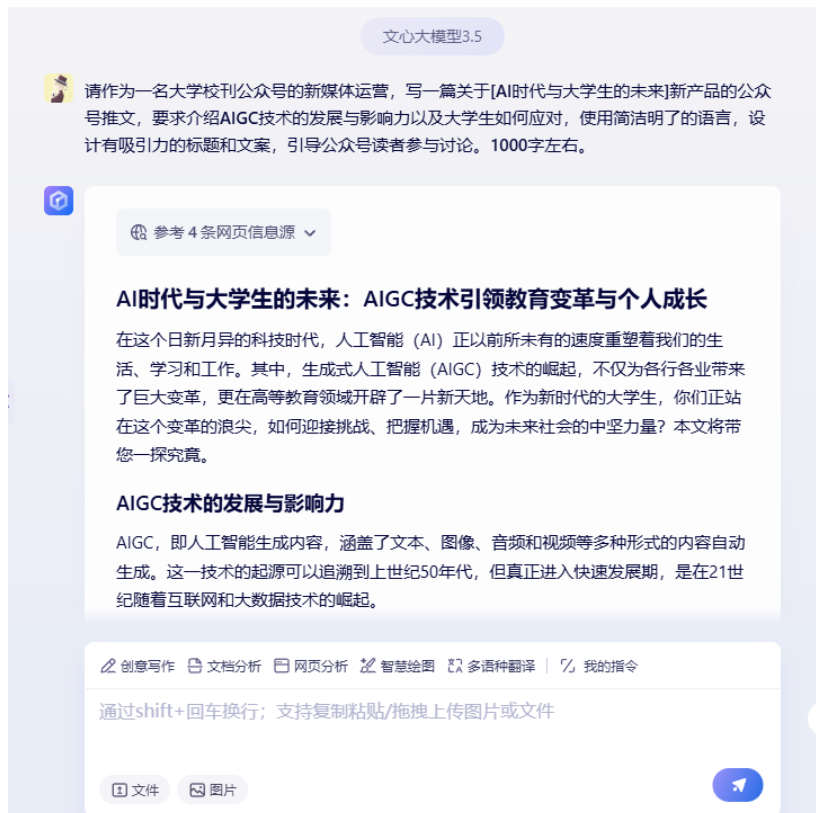 文心大模型3.5
请作为一名大学校刊公众号的新媒体运营，写一篇关于[AI时代与大学生的未来]新产品的公众
号推文，要求介绍AIGC技术的发展与影响力以及大学生如何应对，使用简洁明了的语言，设
计有吸引力的标题和文案，引导公众号读者参与讨论。1000字左右。
参考 4 条网页信息源
AI时代与大学生的未来：AIGC技术引领教育变革与个人成长
在这个日新月异的科技时代，人工智能（AI）正以前所未有的速度重塑着我们的生
活、学习和工作。其中，生成式人工智能（AIGC）技术的崛起，不仅为各行各业带来
了巨大变革，更在高等教育领域开辟了一片新天地。作为新时代的大学生，你们正站
在这个变革的浪尖，如何迎接挑战、把握机遇，成为未来社会的中坚力量？本文将带
您一探究竟。
AIGC技术的发展与影响力
AIGC，即人工智能生成内容，涵盖了文本、图像、音频和视频等多种形式的内容自动
生成。这一技术的起源可以追溯到上世纪50年代，但真正进入快速发展期，是在21世
纪随着互联网和大数据技术的崛起。
创意写作 文档分析 网页分析 智慧绘图 多语种翻译 我的指令
通过shift+回车换行；支持复制粘贴/拖拽上传图片或文件
文件 图片